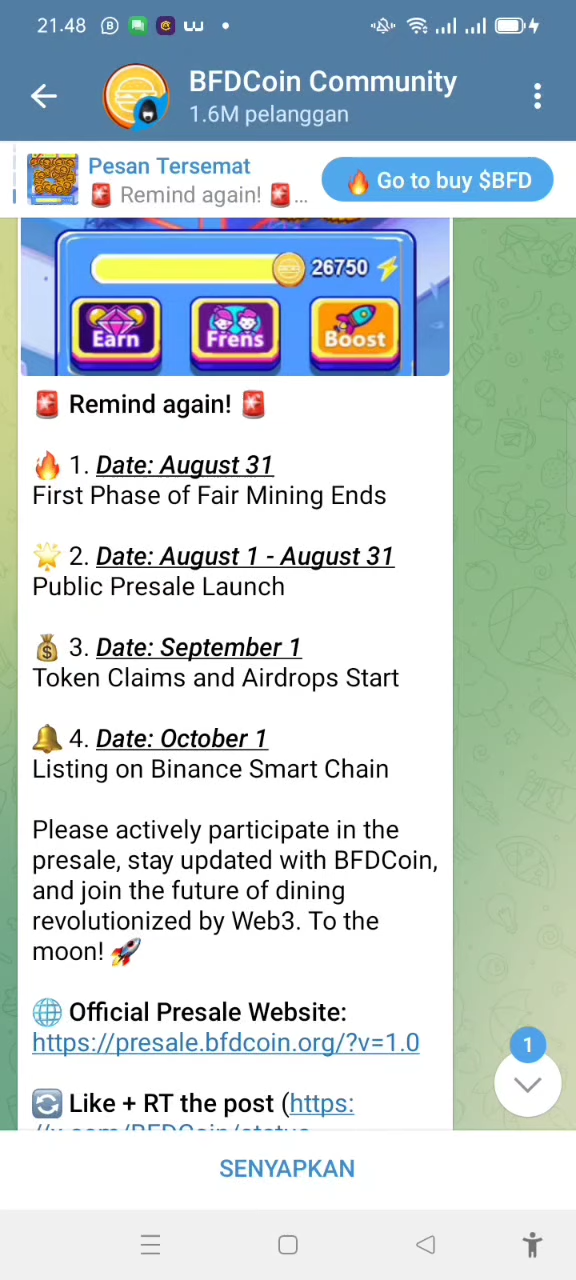 21.48
BFDCoin Community
1.6M pelanggan
Pesan Tersemat
🚨 Remind again! 🚨...
🔥 Go to buy $BFD
26750
Earn
Frens
Boost
🚨 Remind again! 🚨
🔥 1. Date: August 31
First Phase of Fair Mining Ends
🌟 2. Date: August 1 - August 31
Public Presale Launch
💰 3. Date: September 1
Token Claims and Airdrops Start
🔔 4. Date: October 1
Listing on Binance Smart Chain
Please actively participate in the
presale, stay updated with BFDCoin,
and join the future of dining
revolutionized by Web3. To the
moon! 🚀
🌐 Official Presale Website:
https://presale.bfdcoin.org/?v=1.0
🔄 Like + RT the post (https:
1
SENYAPKAN